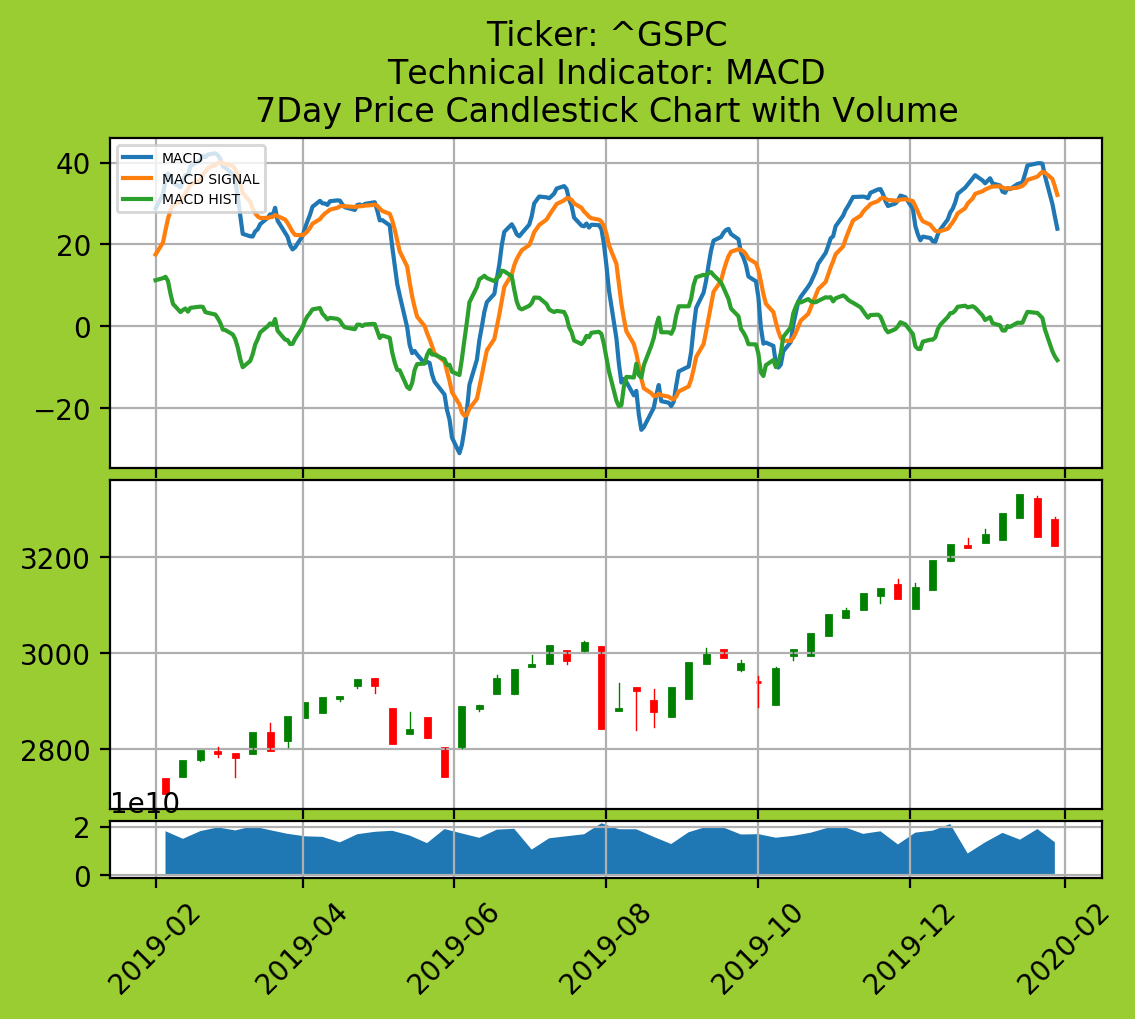 Ticker: ^GSPC
Technical Indicator: MACD
7Day Price Candlestick Chart with Volume
MACD
MACD SIGNAL
MACD HIST
40
20
0
−20
3200
3000
2800
1e10
2
0
2019-02
2019-04
2019-06
2019-08
2019-10
2019-12
2020-02